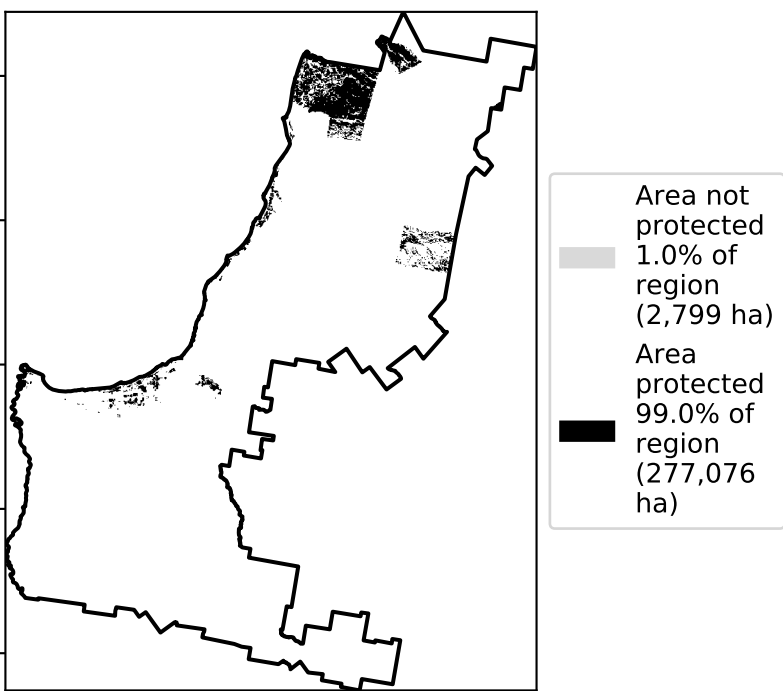 Area not
protected
1.0% of
region
(2,799 ha)
Area
protected
99.0% of
region
(277,076
ha)